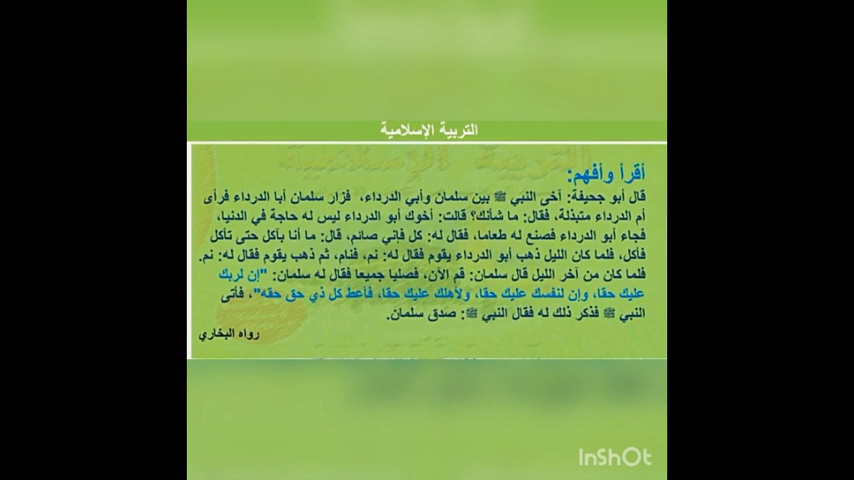 التربية الإسلامية
أقرأ وأفهم:
قال أبو جحيفة: آخى النبي ﷺ بين سلمان وأبي الدرداء، فزار سلمان أبا الدرداء فرأى
أم الدرداء متبذلة، فقال: ما شأنك؟ قالت: أخوك أبو الدرداء ليس له حاجة في الدنيا،
فجاء أبو الدرداء فصنع له طعاما، فقال له: كل فإني صائم، قال: ما أنا بآكل حتى تأكل
فأكل، فلما كان الليل ذهب أبو الدرداء يقوم فقال له: نم، فنام، ثم ذهب يقوم فقال له: نم.
فلما كان من آخر الليل قال سلمان: قم الآن، فصليا جميعا فقال له سلمان: "إن لربك
عليك حقا، وإن لنفسك عليك حقا، ولأهلك عليك حقا، فأعط كل ذي حق حقه"، فأتى
النبي ﷺ فذكر ذلك له فقال النبي ﷺ: صدق سلمان.
رواه البخاري
InShOt